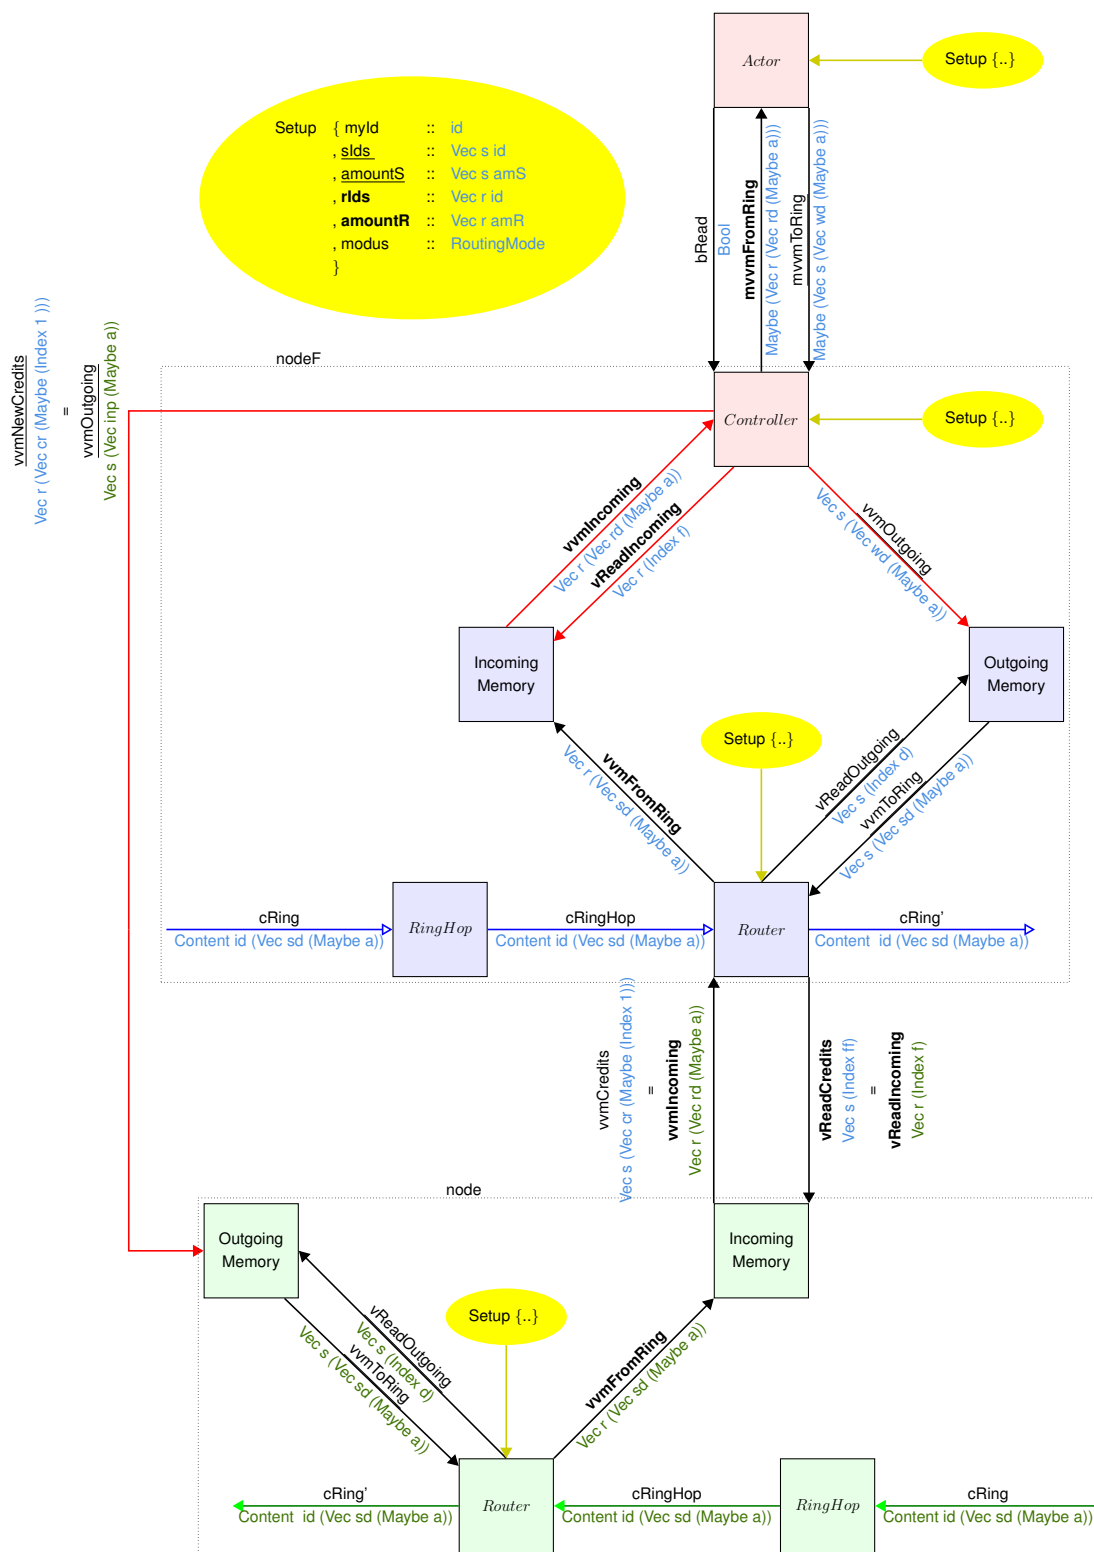 Actor
Setup {..}
Setup { myId :: id
, sIds :: Vec s id
, amountS :: Vec s amS
, rIds :: Vec r id
, amountR :: Vec r amR
, modus :: RoutingMode
}
bRead
Bool
mvvmFromRing
Maybe (Vec r (Vec rd (Maybe a)))
mvvmToRing
Maybe (Vec s (Vec wd (Maybe a)))
vvmNewCredits
Vec r (Vec cr (Maybe (Index 1 )))
=
vvmOutgoing
Vec s (Vec inp (Maybe a))
nodeF
Controller
Setup {..}
vvmIncoming
Vec r (Vec rd (Maybe a))
vReadIncoming
Vec r (Index f)
vvmOutgoing
Vec s (Vec wd (Maybe a))
Incoming
Memory
Outgoing
Memory
Setup {..}
vvmFromRing
Vec r (Vec sd (Maybe a))
vReadOutgoing
Vec s (Index d)
vvmToRing
Vec s (Vec sd (Maybe a))
cRing
Content id (Vec sd (Maybe a))
RingHop
cRingHop
Content id (Vec sd (Maybe a))
Router
cRing'
Content id (Vec sd (Maybe a))
vvmCredits
Vec s (Vec cr (Maybe (Index 1)))
=
vvmIncoming
Vec r (Vec rd (Maybe a))
vReadCredits
Vec s (Index ff)
=
vReadIncoming
Vec r (Index f)
node
Outgoing
Memory
Incoming
Memory
Setup {..}
vReadOutgoing
Vec s (Index d)
vvmToRing
Vec s (Vec sd (Maybe a))
vvmFromRing
Vec r (Vec sd (Maybe a))
cRing'
Content id (Vec sd (Maybe a))
Router
cRingHop
Content id (Vec sd (Maybe a))
RingHop
cRing
Content id (Vec sd (Maybe a))